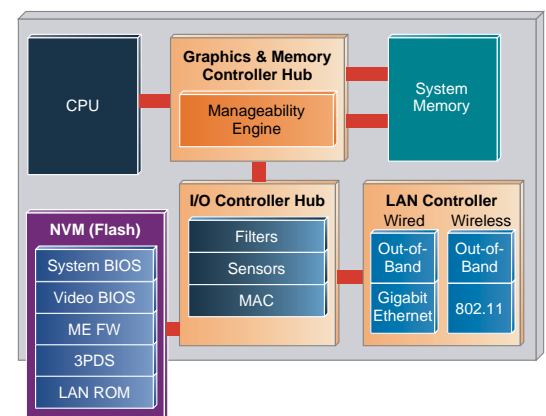 Graphics & Memory
Controller Hub
CPU
Manageability
Engine
System
Memory
I/O Controller Hub
Filters
Sensors
MAC
LAN Controller
Wired
Wireless
Out-of-
Band
Gigabit
Ethernet
Out-of-
Band
802.11
NVM (Flash)
System BIOS
Video BIOS
ME FW
3PDS
LAN ROM